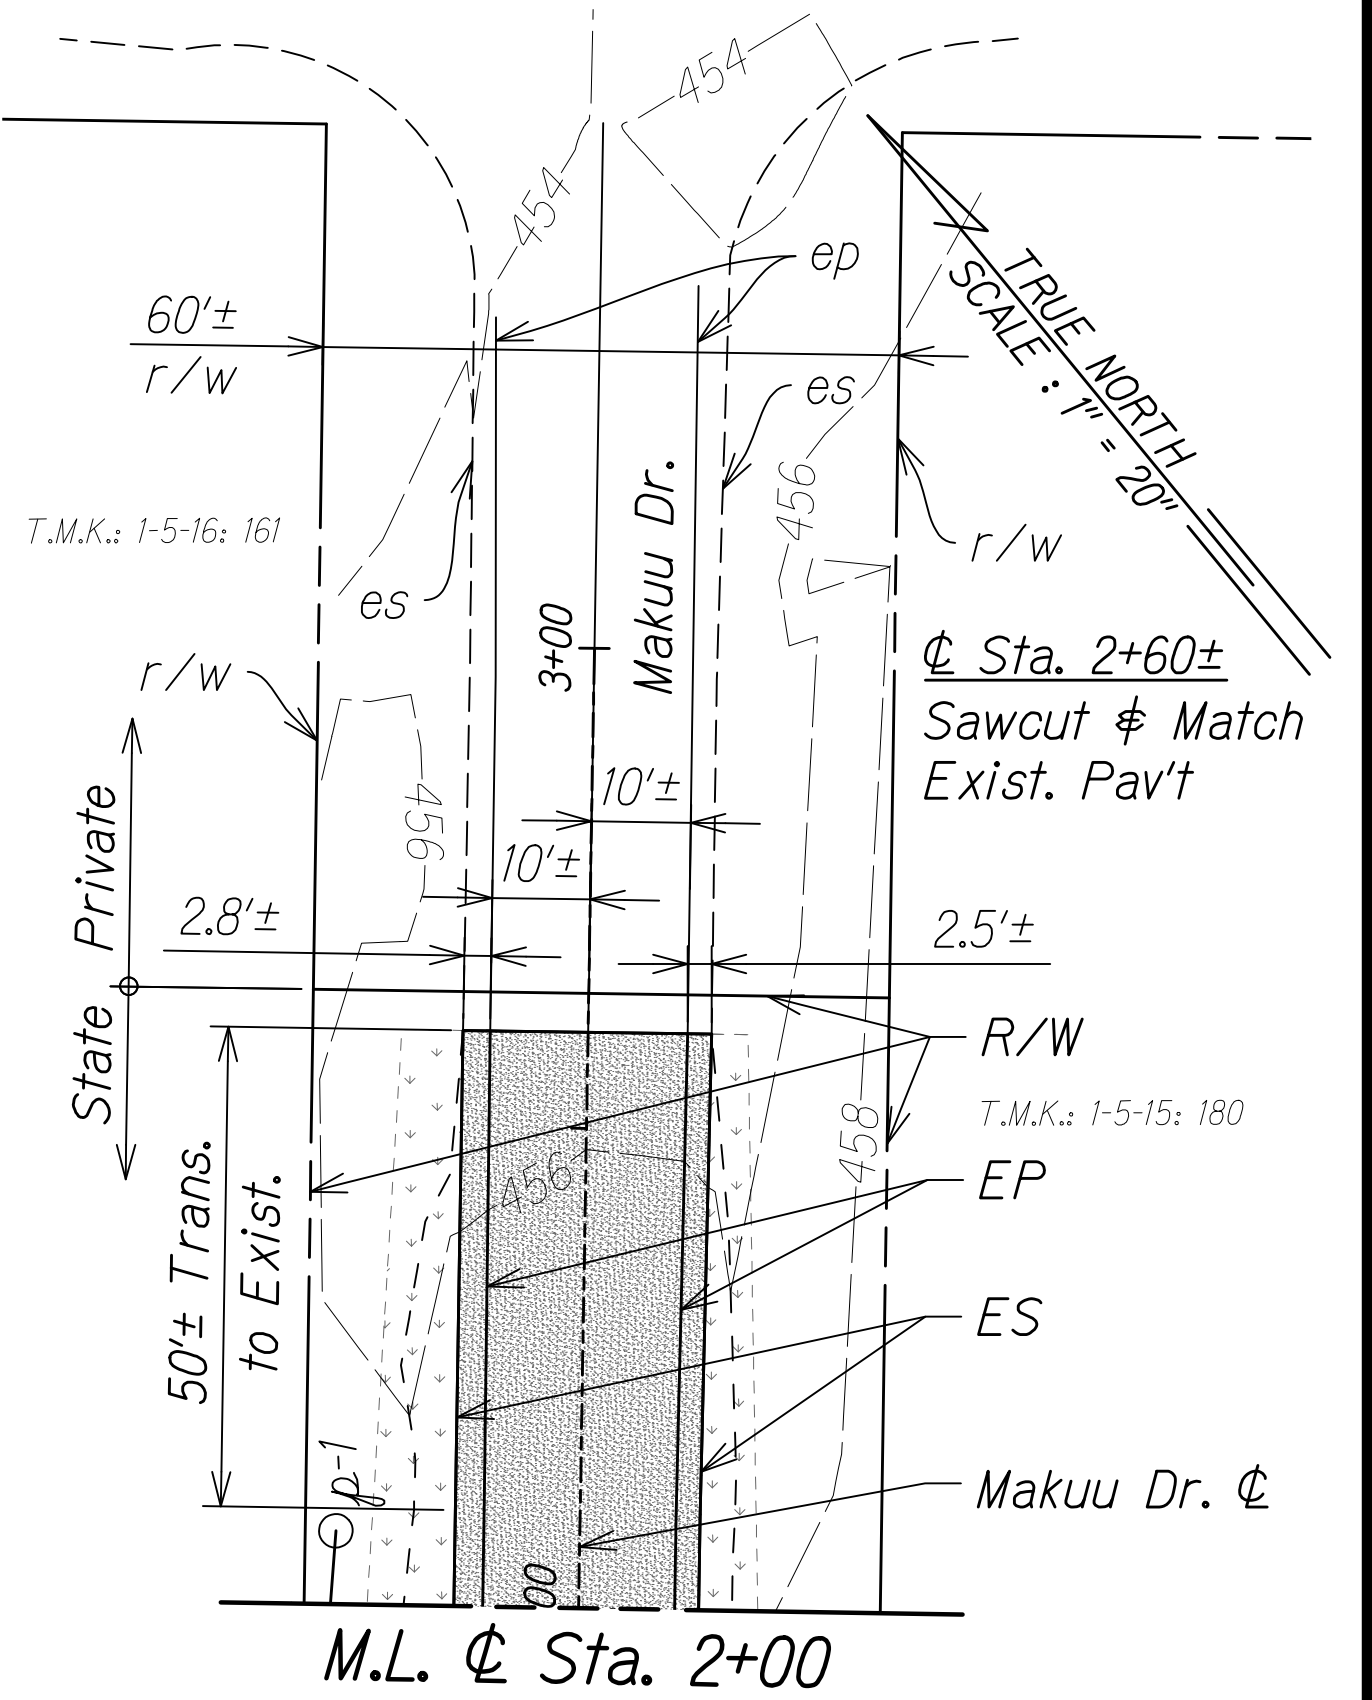 454
454
ep
60'±
r/w
TRUE NORTH
SCALE : 1" = 20"
es
456
T.M.K.: 1-5-16: 161
r/w
es
3+00
Makuu Dr.
℄ Sta. 2+60±
Sawcut & Match
Exist. Pav't
r/w
10'±
456
10'±
Private
2.8'±
2.5'±
State
R/W
T.M.K.: 1-5-15: 180
458
456
EP
50'± Trans.
to Exist.
ES
p-1
Makuu Dr. ℄
00
M.L. ℄ Sta. 2+00